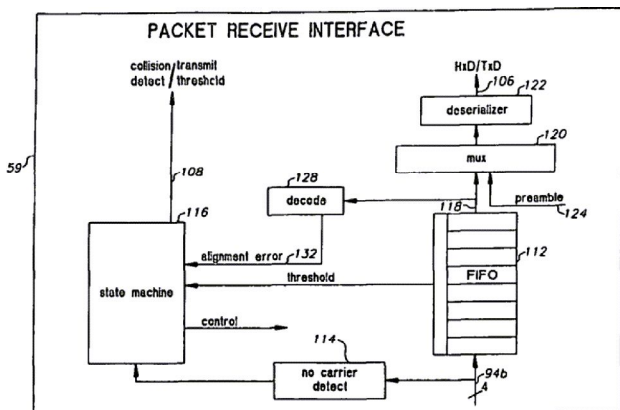 PACKET RECEIVE INTERFACE
collision/transmit
detect/threshold
HxD/TxD
106
122
deserializer
120
mux
59
108
128
decode
118
preamble
124
116
132
alignment error
112
FIFO
threshold
state machine
control
114
no carrier
detect
94b
4